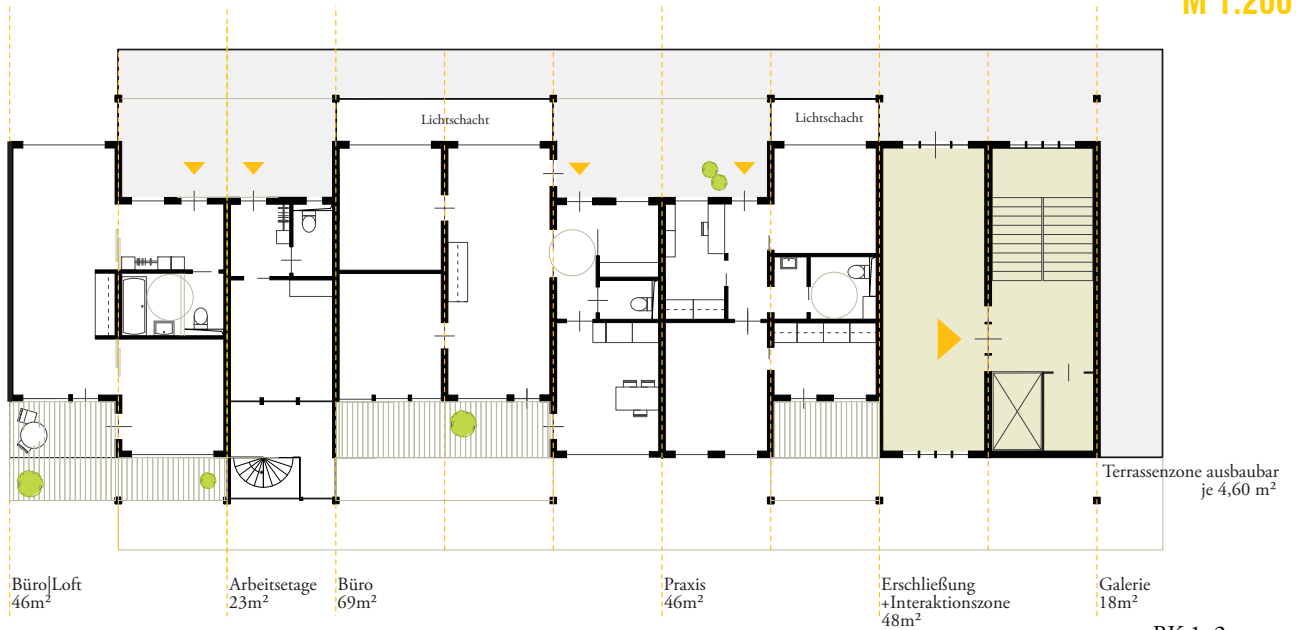 M 1:200
Lichtschacht
Lichtschacht
Terrassenzone ausbaubar
je 4,60 m²
Büro|Loft
46m²
Arbeitsetage
23m²
Büro
69m²
Praxis
46m²
Erschließung
+Interaktionszone
48m²
Galerie
18m²